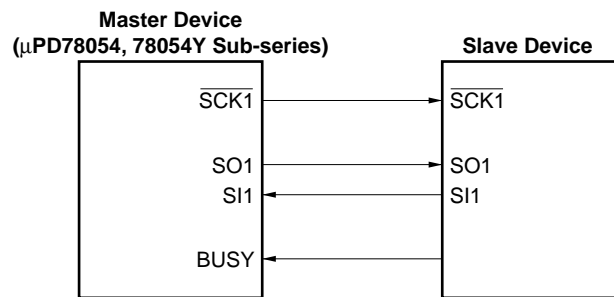 Master Device
(µPD78054, 78054Y Sub-series)
Slave Device
SCK1
SCK1
SO1
SO1
SI1
SI1
BUSY